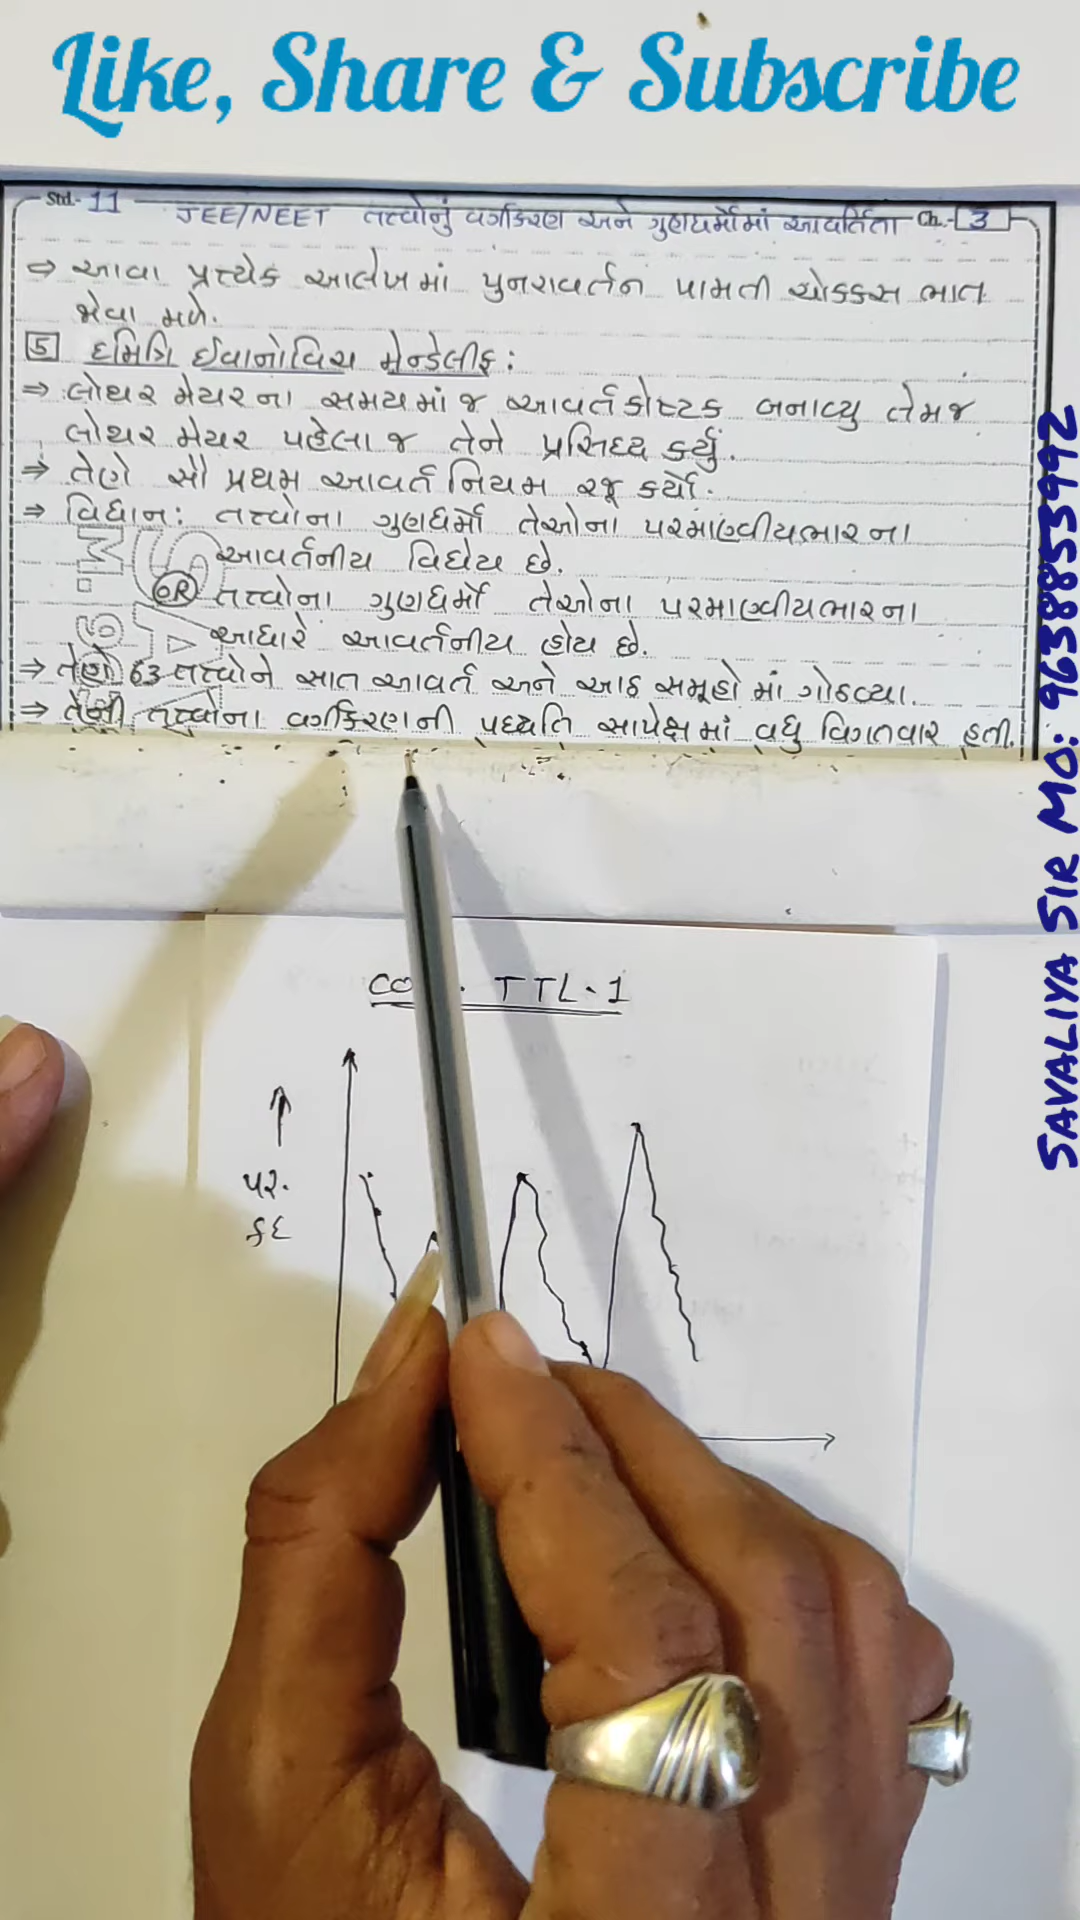 Like, Share & Subscribe
Std.- 11 JEE/NEET તત્ત્વોનું વર્ગીકરણ અને ગુણધર્મોમાં આવર્તિતા Ch.- 3
⇒ આવા પ્રત્યેક આલેખમાં પુનરાવર્તન પામતી ચોક્કસ ભાત
જોવા મળે.
5 દમિત્રિ ઈવાનોવિચ મેન્ડેલીફ :
⇒ લોથર મેયરના સમયમાં જ આવર્તકોષ્ટક બનાવ્યુ તેમજ
લોથર મેયર પહેલા જ તેને પ્રસિધ્ધ કર્યું.
⇒ તેણે સૌ પ્રથમ આવર્ત નિયમ રજૂ કર્યો.
⇒ વિધાન: તત્ત્વોના ગુણધર્મો તેઓના પરમાણ્વીયભારના
આવર્તનીય વિધેય છે.
OR તત્ત્વોના ગુણધર્મો તેઓના પરમાણ્વીયભારના
આધારે આવર્તનીય હોય છે.
⇒ તેણે 63 તત્ત્વોને સાત આવર્ત અને આઠ સમૂહોમાં ગોઠવ્યા.
⇒ તેની તત્ત્વોના વર્ગીકરણની પધ્ધતિ સાપેક્ષમાં વધુ વિગતવાર હતી.
SAVALIYA SIR MO: 9638853992
TTL-1
પર.
કદ